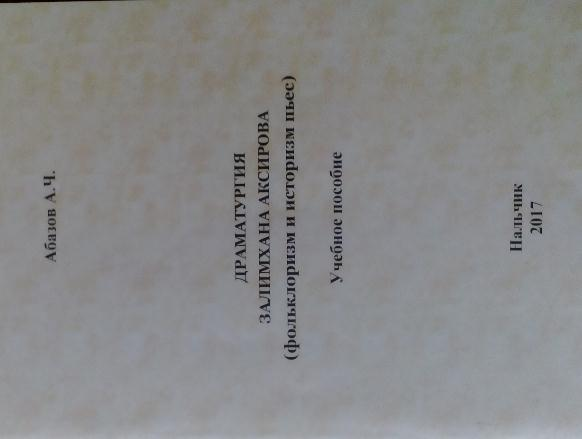 Абазов А.Ч.
ДРАМАТУРГИЯ
ЗАЛИМХАНА АКСИРОВА
(фольклоризм и историзм пьес)
Учебное пособие
Нальчик
2017